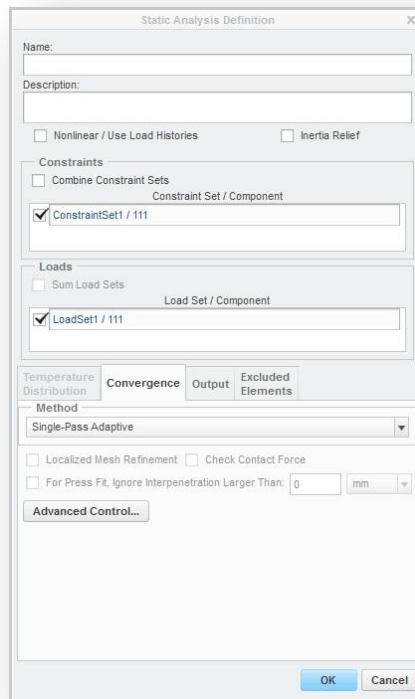 Static Analysis Definition
Name:
Description:
Nonlinear / Use Load Histories Inertia Relief
Constraints
Combine Constraint Sets
Constraint Set / Component
ConstraintSet1 / 111
Loads
Sum Load Sets
Load Set / Component
LoadSet1 / 111
Temperature Distribution Convergence Output Excluded Elements
Method
Single-Pass Adaptive
Localized Mesh Refinement Check Contact Force
For Press Fit, Ignore Interpenetration Larger Than: 0 mm
Advanced Control...
OK Cancel